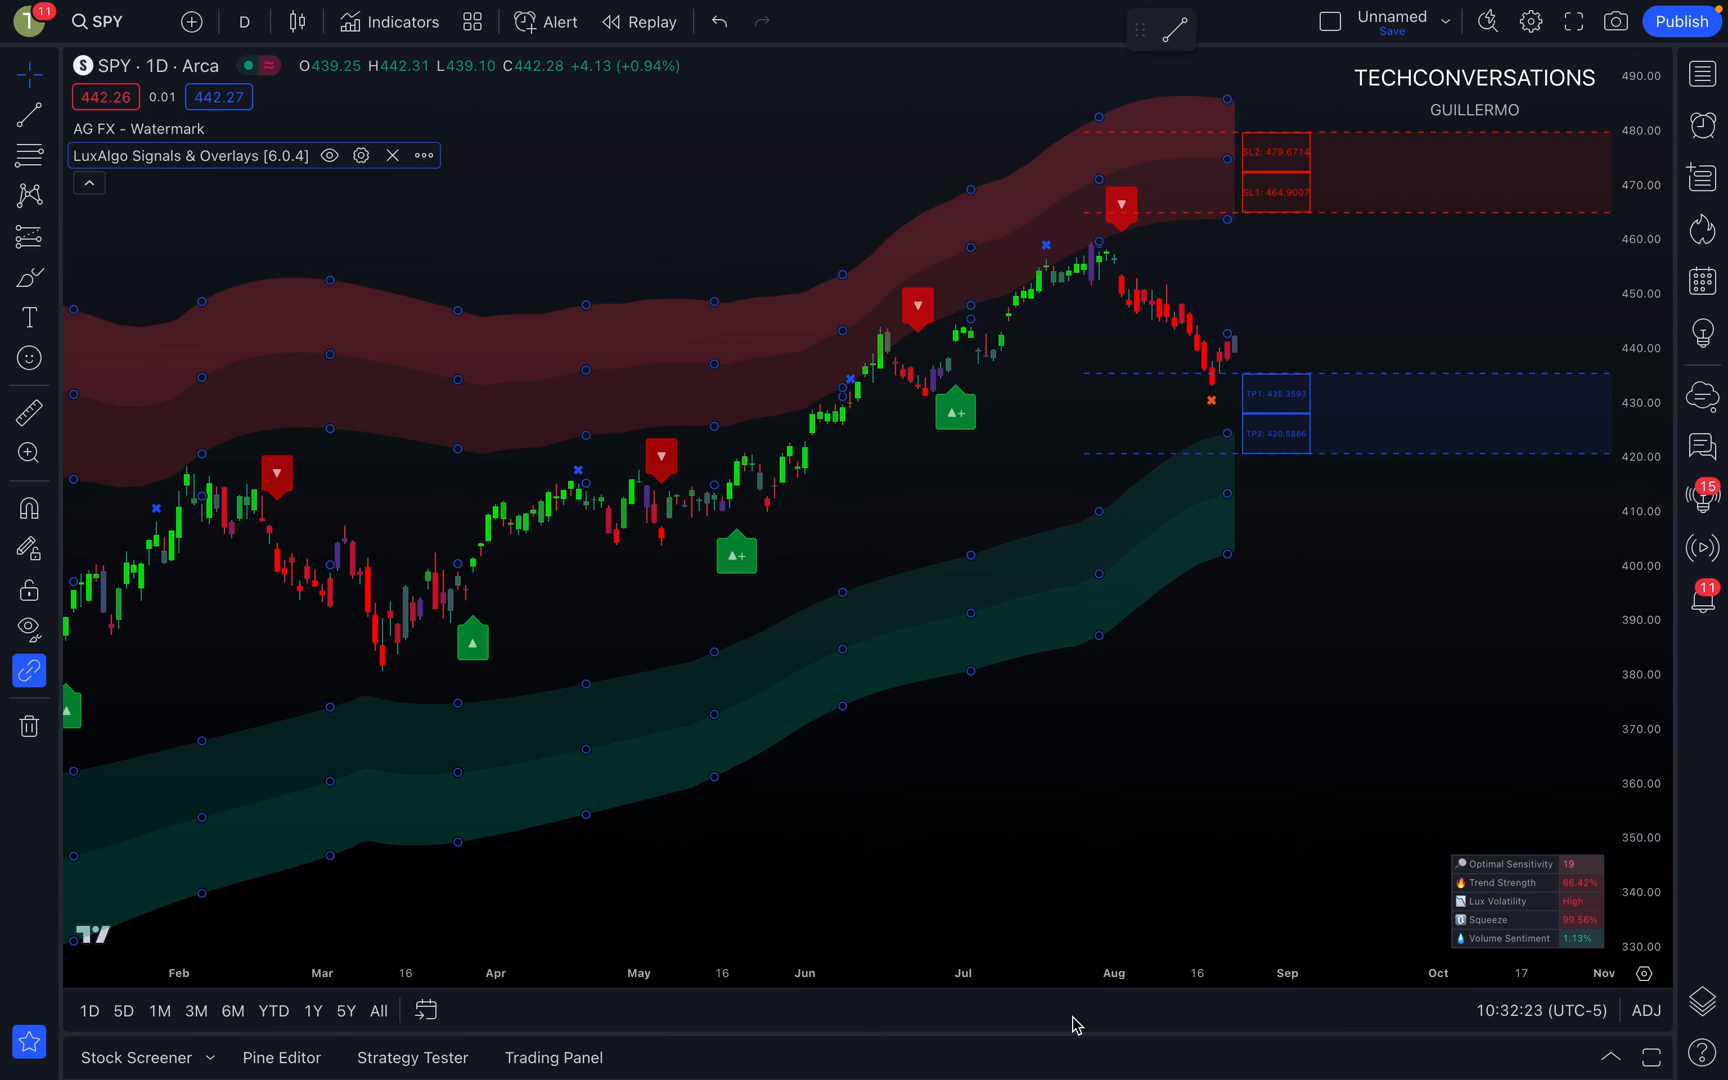 T
11
SPY
D
Indicators
Alert
Replay
Unnamed
Save
Publish
S
SPY · 1D · Arca
O439.25 H442.31 L439.10 C442.28 +4.13 (+0.94%)
442.26
0.01
442.27
AG FX - Watermark
LuxAlgo Signals & Overlays [6.0.4]
TECHCONVERSATIONS
GUILLERMO
SL2: 479.6714
SL1: 464.9007
TP1: 435.3593
TP2: 420.5886
490.00
480.00
470.00
460.00
450.00
440.00
430.00
420.00
410.00
400.00
390.00
380.00
370.00
360.00
350.00
340.00
330.00
15
11
Optimal Sensitivity 19
Trend Strength 66.42%
Lux Volatility High
Squeeze 99.56%
Volume Sentiment 1.13%
Feb
Mar
16
Apr
May
16
Jun
Jul
Aug
16
Sep
Oct
17
Nov
1D 5D 1M 3M 6M YTD 1Y 5Y All
10:32:23 (UTC-5)
ADJ
Stock Screener
Pine Editor
Strategy Tester
Trading Panel